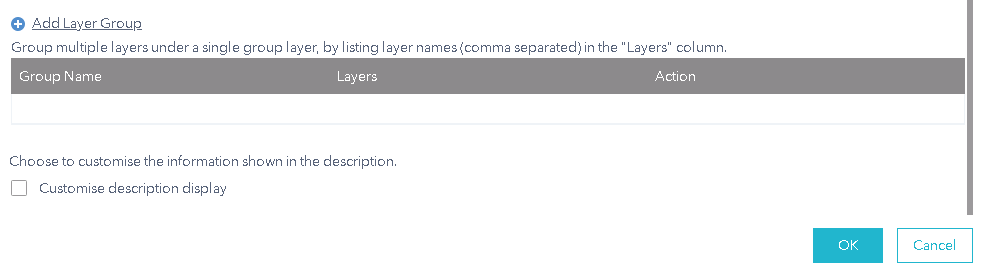 Add Layer Group
Group multiple layers under a single group layer, by listing layer names (comma separated) in the "Layers" column.
Group Name Layers Action
Choose to customise the information shown in the description.
Customise description display
OK Cancel